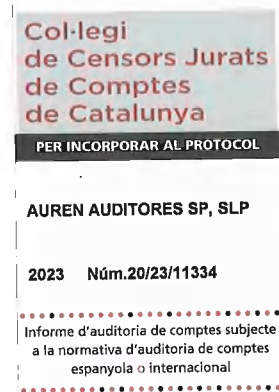 Col·legi
de Censors Jurats
de Comptes
de Catalunya
PER INCORPORAR AL PROTOCOL
AUREN AUDITORES SP, SLP
2023 Núm.20/23/11334
Informe d'auditoria de comptes subjecte
a la normativa d'auditoria de comptes
espanyola o internacional